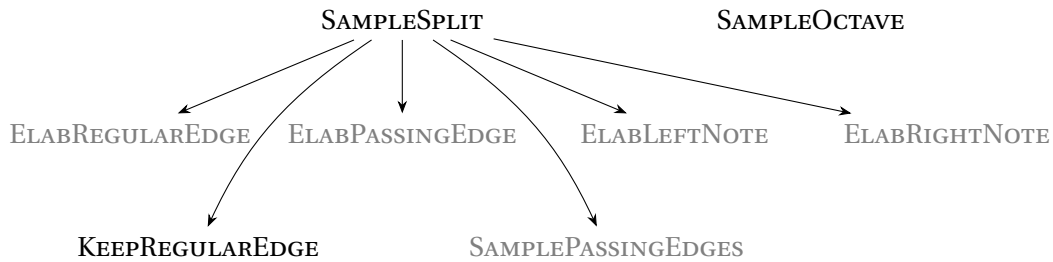 SAMPLESPLIT SAMPLEOCTAVE
ELABREGULAREDGE ELABPASSINGEDGE ELABLEFTNOTE ELABRIGHTNOTE
KEEPREGULAREDGE SAMPLEPASSINGEDGES